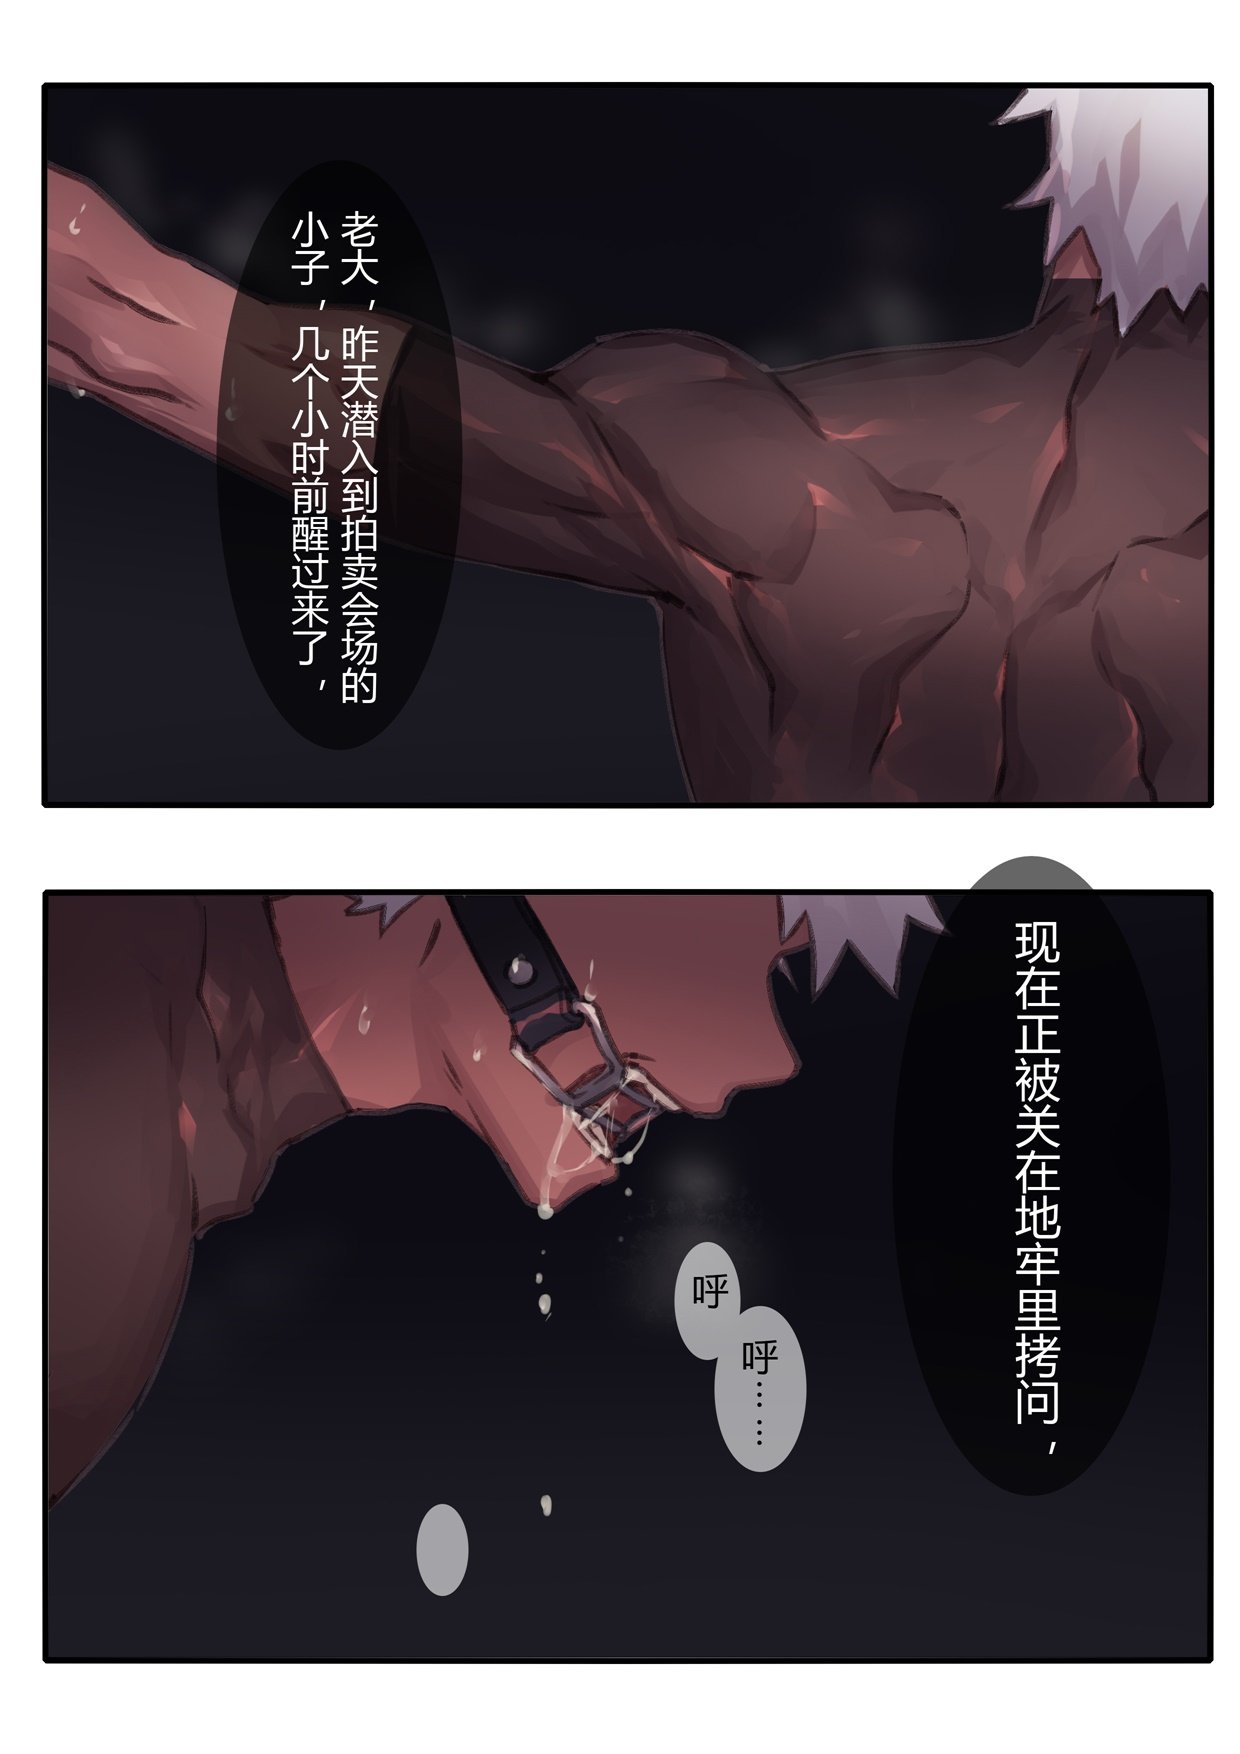 老大，昨天潜入到拍卖会场的
小子，几个小时前醒过来了，
现在正被关在地牢里拷问，
呼
呼……